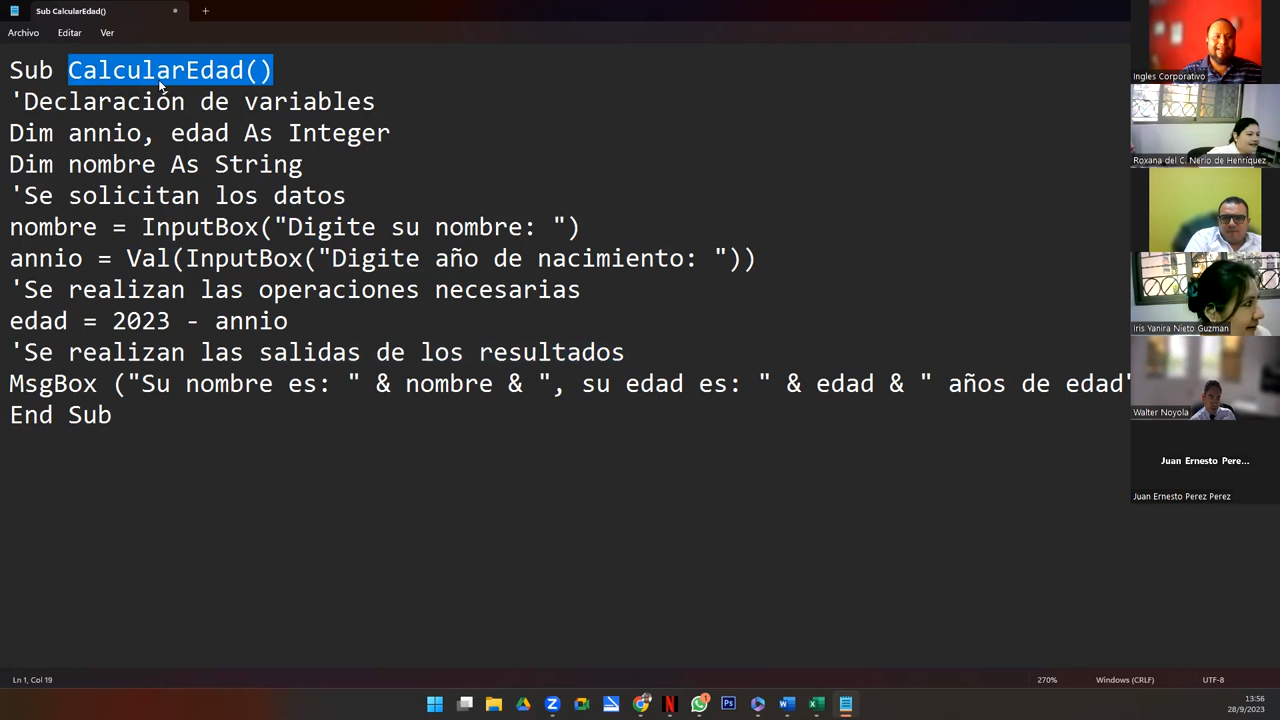 Sub CalcularEdad()
Archivo
Editar
Ver
Sub CalcularEdad()
'Declaración de variables
Dim annio, edad As Integer
Dim nombre As String
'Se solicitan los datos
nombre = InputBox("Digite su nombre: ")
annio = Val(InputBox("Digite año de nacimiento: "))
'Se realizan las operaciones necesarias
edad = 2023 - annio
'Se realizan las salidas de los resultados
MsgBox ("Su nombre es: " & nombre & ", su edad es: " & edad & " años de edad"
End Sub
Ingles Corporativo
Roxana del C. Nerio de Henríquez
Iris Yanira Nieto Guzman
Walter Noyola
Juan Ernesto Pere...
Juan Ernesto Perez Perez
Ln 1, Col 19
270%
Windows (CRLF)
UTF-8
13:56
28/9/2023